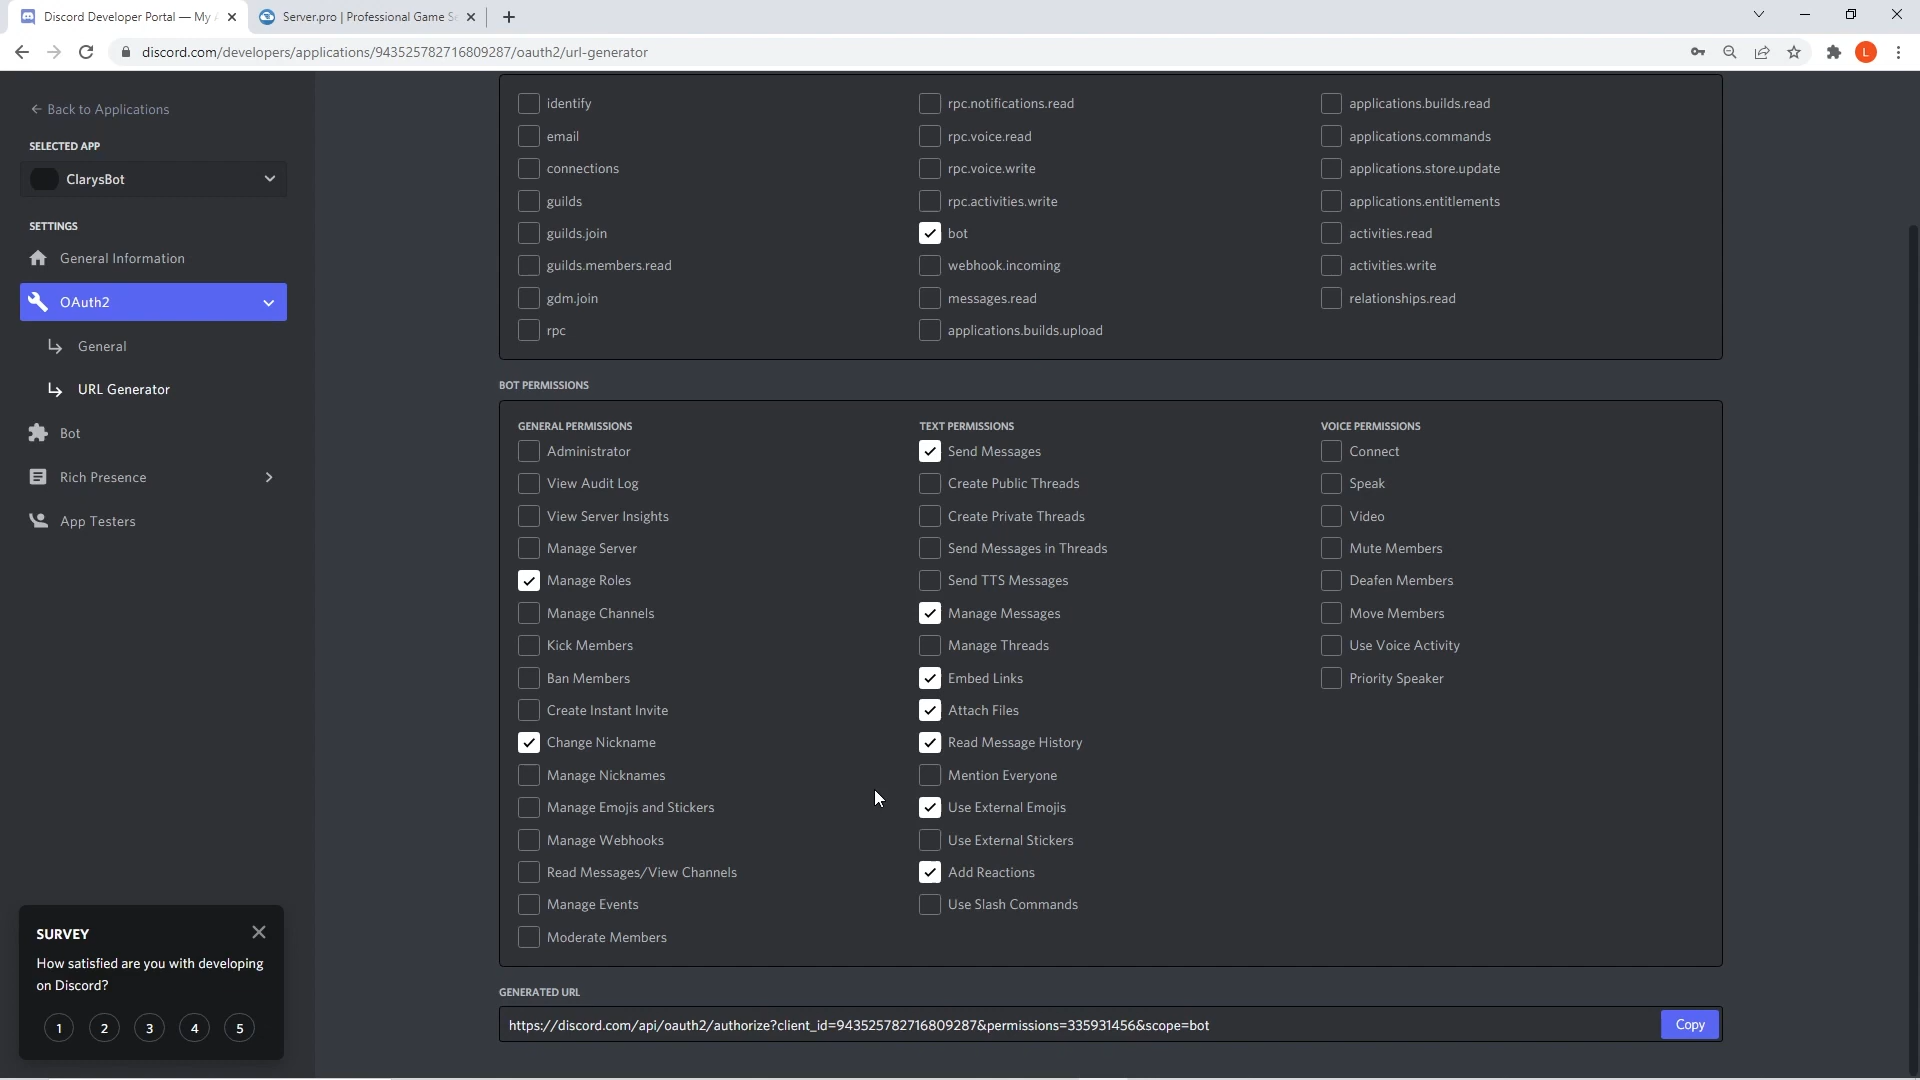 Discord Developer Portal — My A
Server.pro | Professional Game Se
discord.com/developers/applications/943525782716809287/oauth2/url-generator
L
Back to Applications
SELECTED APP
ClarysBot
SETTINGS
General Information
OAuth2
General
URL Generator
Bot
Rich Presence
App Testers
SURVEY
How satisfied are you with developing
on Discord?
1 2 3 4 5
identify
email
connections
guilds
guilds.join
guilds.members.read
gdm.join
rpc
rpc.notifications.read
rpc.voice.read
rpc.voice.write
rpc.activities.write
bot
webhook.incoming
messages.read
applications.builds.upload
applications.builds.read
applications.commands
applications.store.update
applications.entitlements
activities.read
activities.write
relationships.read
BOT PERMISSIONS
GENERAL PERMISSIONS
Administrator
View Audit Log
View Server Insights
Manage Server
Manage Roles
Manage Channels
Kick Members
Ban Members
Create Instant Invite
Change Nickname
Manage Nicknames
Manage Emojis and Stickers
Manage Webhooks
Read Messages/View Channels
Manage Events
Moderate Members
TEXT PERMISSIONS
Send Messages
Create Public Threads
Create Private Threads
Send Messages in Threads
Send TTS Messages
Manage Messages
Manage Threads
Embed Links
Attach Files
Read Message History
Mention Everyone
Use External Emojis
Use External Stickers
Add Reactions
Use Slash Commands
VOICE PERMISSIONS
Connect
Speak
Video
Mute Members
Deafen Members
Move Members
Use Voice Activity
Priority Speaker
GENERATED URL
https://discord.com/api/oauth2/authorize?client_id=943525782716809287&permissions=335931456&scope=bot
Copy